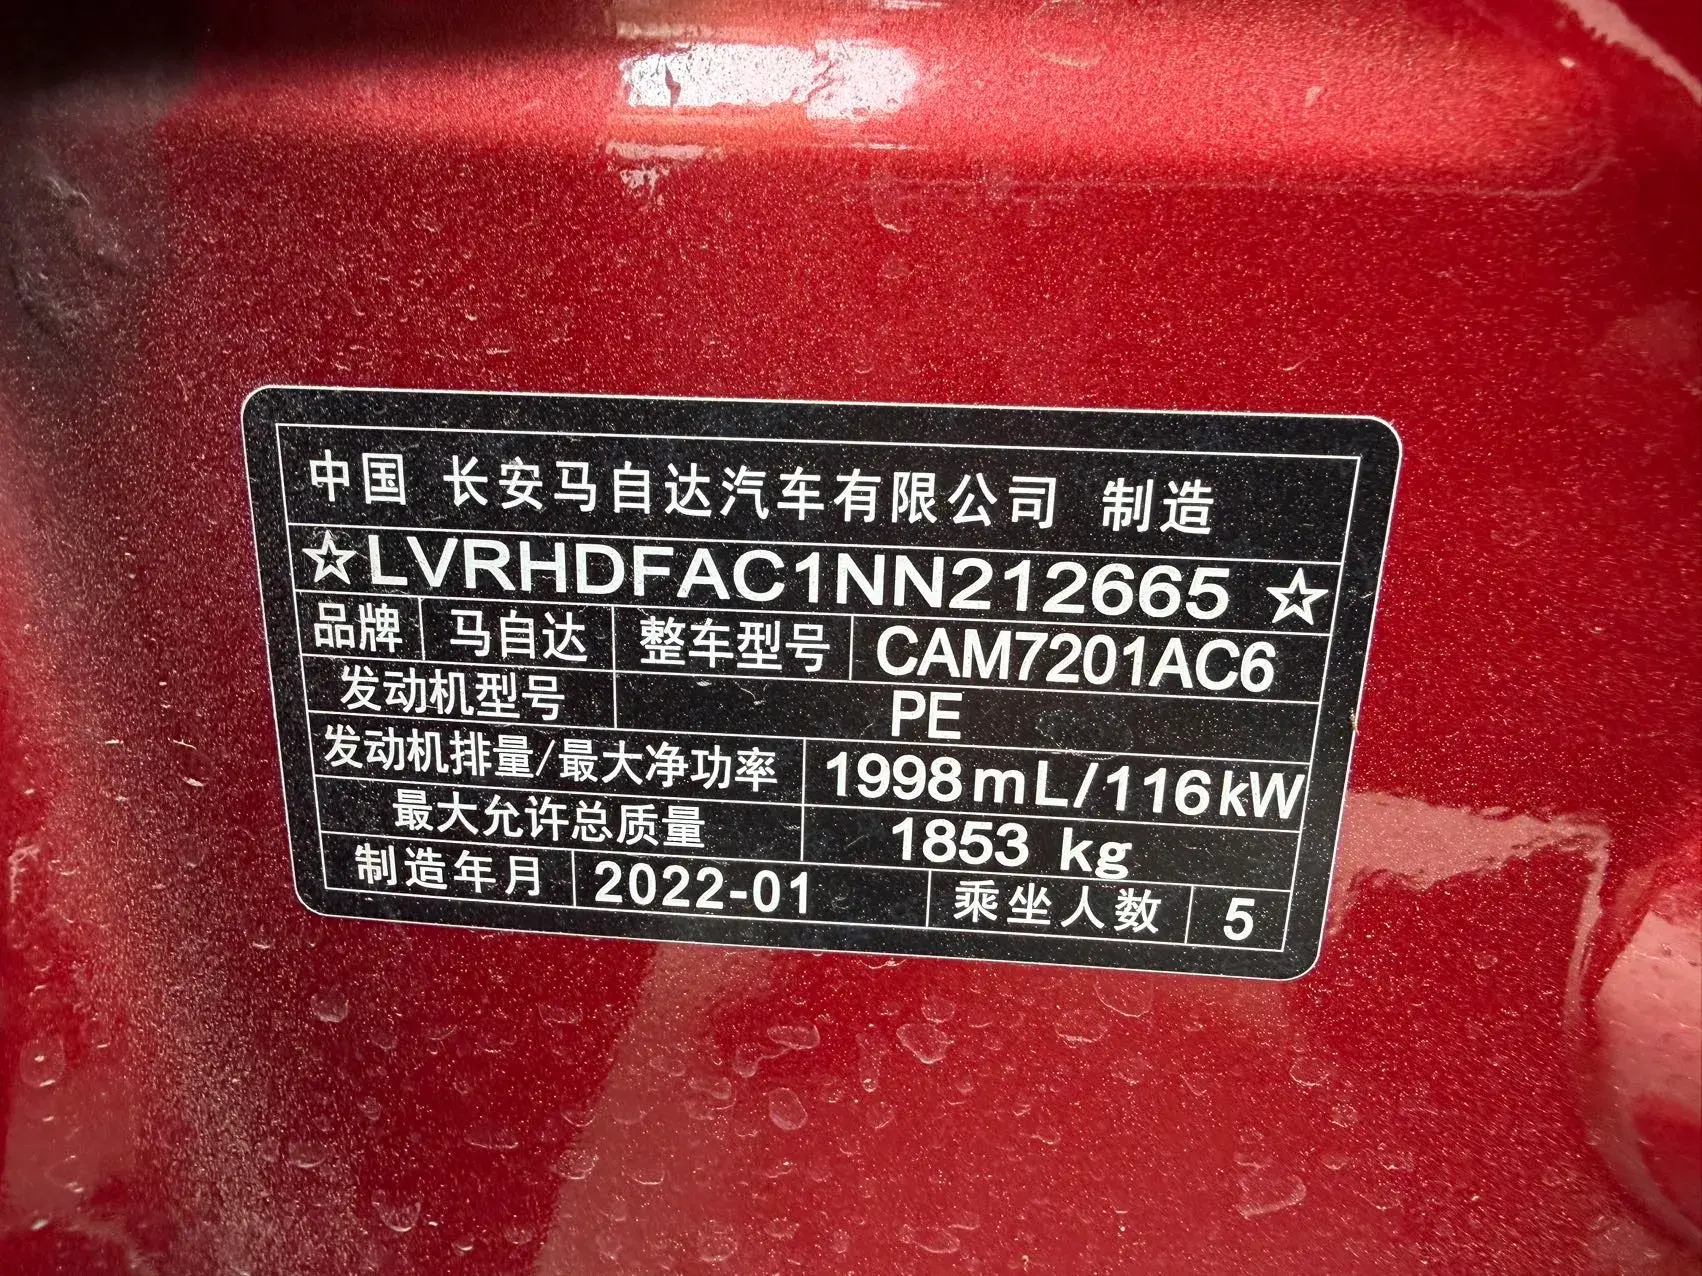 中国 长安马自达汽车有限公司 制造
☆LVRHDFAC1NN212665☆
品牌 马自达 整车型号 CAM7201AC6
发动机型号 PE
发动机排量/最大净功率 1998mL/116kW
最大允许总质量 1853 kg
制造年月 2022-01 乘坐人数 5